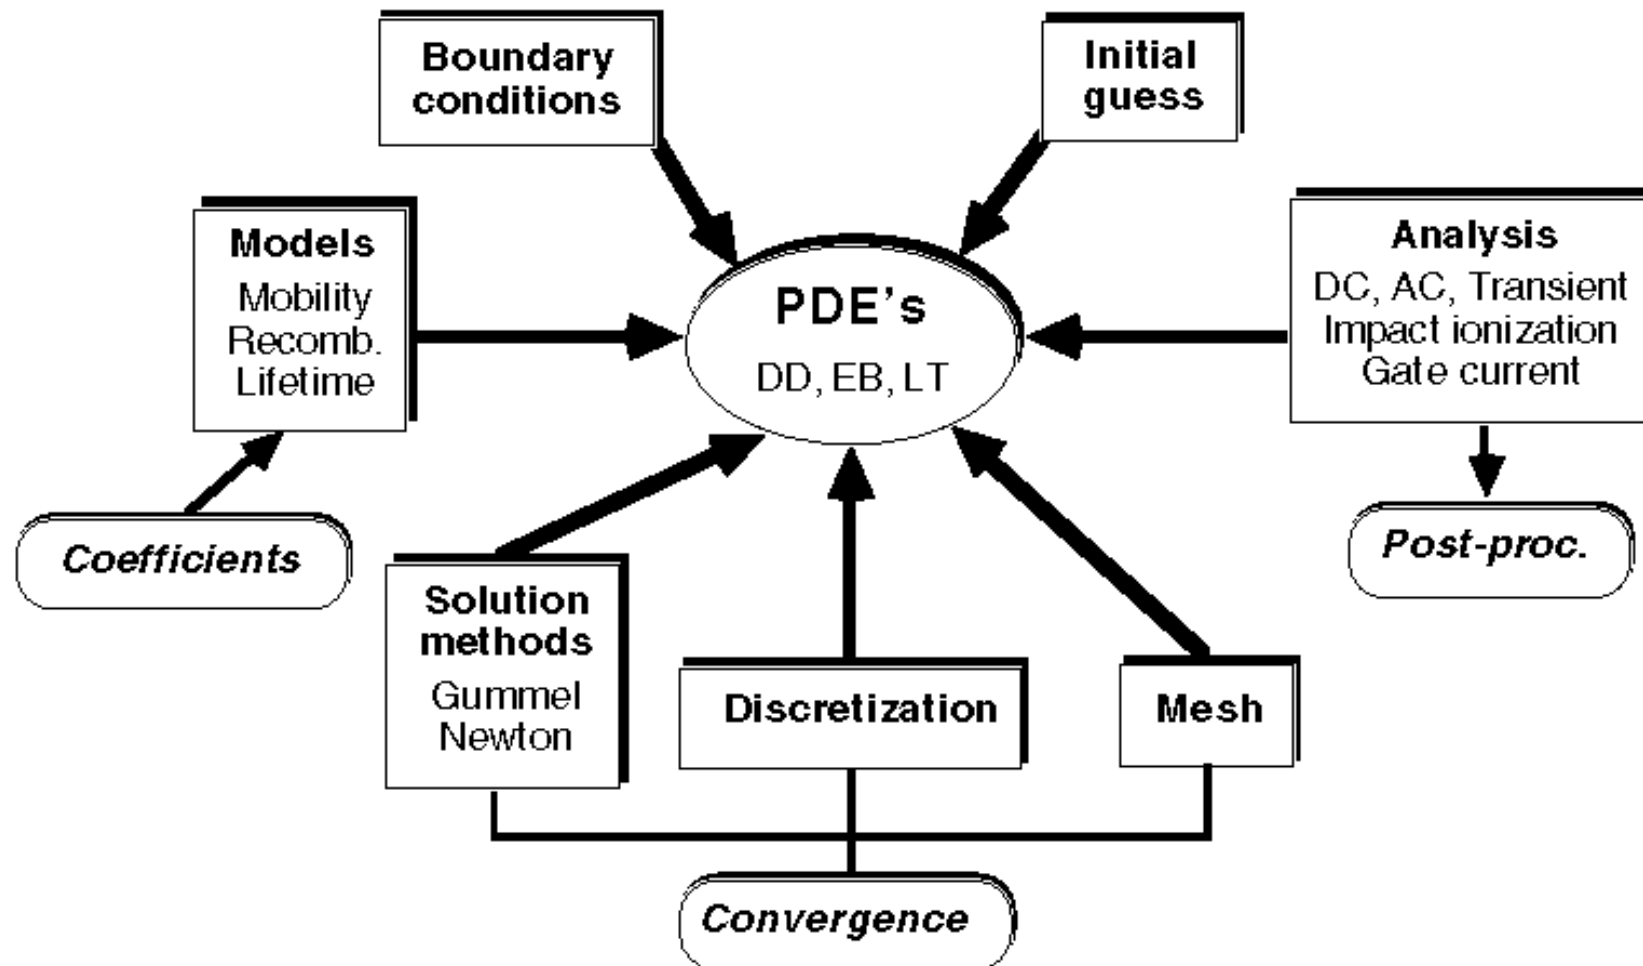 Boundary
conditions
Initial
guess
Models
Mobility
Recomb.
Lifetime
PDE's
DD, EB, LT
Analysis
DC, AC, Transient
Impact ionization
Gate current
Coefficients
Post-proc.
Solution
methods
Gummel
Newton
Discretization
Mesh
Convergence